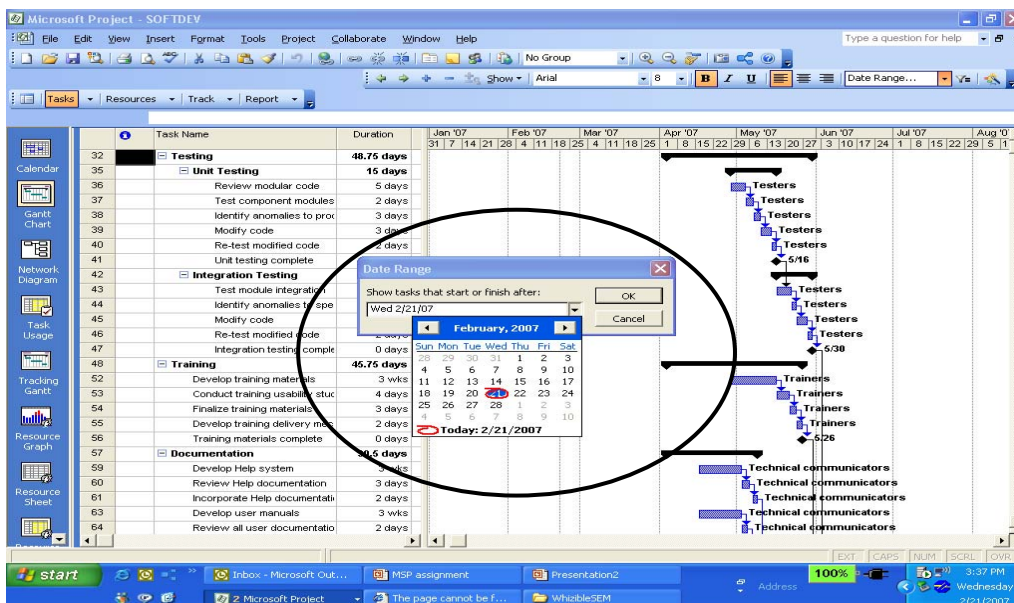 Microsoft Project - SOFTDEV
File Edit View Insert Format Tools Project Collaborate Window Help
Type a question for help
No Group
Show Arial 8 B I U Date Range...
Tasks Resources Track Report
Task Name Duration
Jan '07 Feb '07 Mar '07 Apr '07 May '07 Jun '07 Jul '07 Aug '0
31 7 14 21 28 4 11 18 25 4 11 18 25 1 8 15 22 29 6 13 20 27 3 10 17 24 1 8 15 22 29 5 1
32 Testing 48.75 days
35 Unit Testing 15 days
36 Review modular code 5 days Testers
37 Test component modules 2 days Testers
38 Identify anomalies to proc 3 days Testers
39 Modify code 3 days Testers
40 Re-test modified code 2 days Testers
41 Unit testing complete 5/16
42 Integration Testing
43 Test module integration Testers
44 Identify anomalies to spe Testers
45 Modify code Testers
46 Re-test modified code 2 days Testers
47 Integration testing comple 0 days 5/30
48 Training 45.75 days
52 Develop training materials 3 wks Trainers
53 Conduct training usability stud 4 days Trainers
54 Finalize training materials 3 days Trainers
55 Develop training delivery mec 2 days Trainers
56 Training materials complete 0 days 5/26
57 Documentation .5 days
59 Develop Help system 3 wks Technical communicators
60 Review Help documentation 3 days Technical communicators
61 Incorporate Help documentati 2 days Technical communicators
63 Develop user manuals 3 wks Technical communicators
64 Review all user documentatio 2 days Technical communicators
Calendar
Gantt Chart
Network Diagram
Task Usage
Tracking Gantt
Resource Graph
Resource Sheet
Date Range
Show tasks that start or finish after:
OK
Wed 2/21/07
Cancel
February, 2007
Sun Mon Tue Wed Thu Fri Sat
28 29 30 31 1 2 3
4 5 6 7 8 9 10
11 12 13 14 15 16 17
18 19 20 21 22 23 24
25 26 27 28 1 2 3
4 5 6 7 8 9 10
Today: 2/21/2007
EXT CAPS NUM SCRL OVR
start
Inbox - Microsoft Out...
MSP assignment
Presentation2
Address
100%
3:37 PM
2 Microsoft Project
The page cannot be f...
WhizibleSEM
Wednesday
2/21/2007